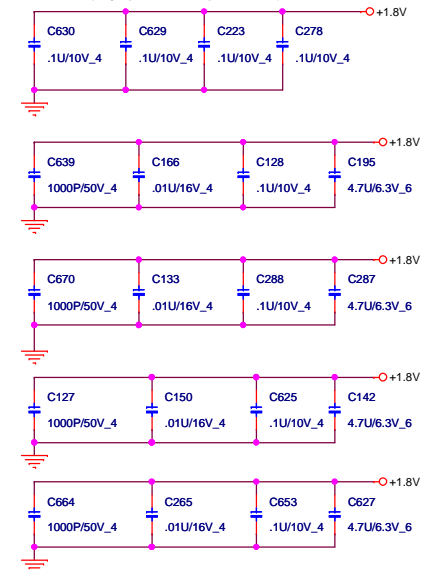 +1.8V
C630 C629 C223 C278
.1U/10V_4 .1U/10V_4 .1U/10V_4 .1U/10V_4
+1.8V
C639 C166 C128 C195
1000P/50V_4 .01U/16V_4 .1U/10V_4 4.7U/6.3V_6
+1.8V
C670 C133 C288 C287
1000P/50V_4 .01U/16V_4 .1U/10V_4 4.7U/6.3V_6
+1.8V
C127 C150 C625 C142
1000P/50V_4 .01U/16V_4 .1U/10V_4 4.7U/6.3V_6
+1.8V
C664 C265 C653 C627
1000P/50V_4 .01U/16V_4 .1U/10V_4 4.7U/6.3V_6